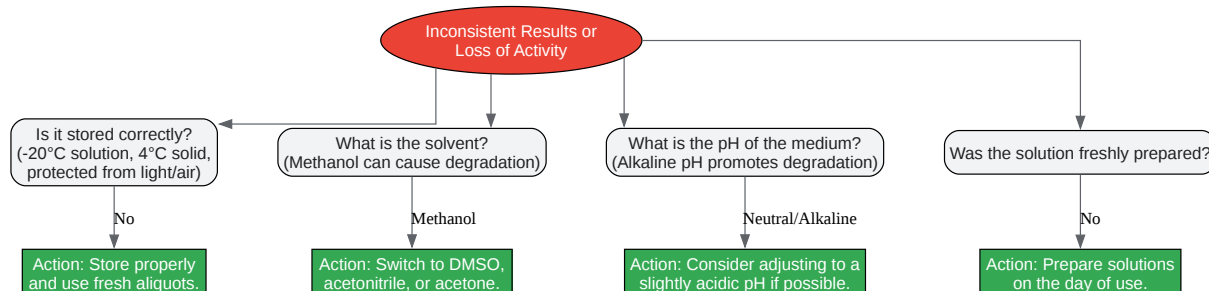 Inconsistent Results or
Loss of Activity
Is it stored correctly?
(-20°C solution, 4°C solid,
protected from light/air)
What is the solvent?
(Methanol can cause degradation)
What is the pH of the medium?
(Alkaline pH promotes degradation)
Was the solution freshly prepared?
No
Methanol
Neutral/Alkaline
No
Action: Store properly
and use fresh aliquots.
Action: Switch to DMSO,
acetonitrile, or acetone.
Action: Consider adjusting to a
slightly acidic pH if possible.
Action: Prepare solutions
on the day of use.